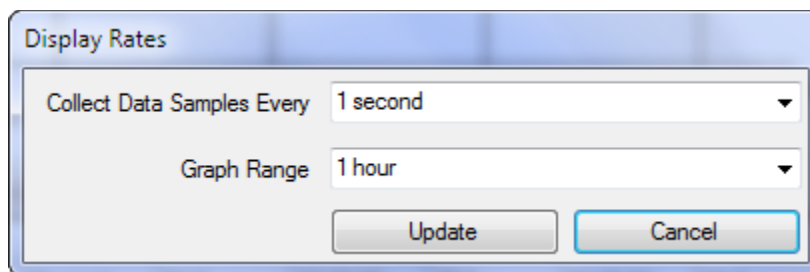 Display Rates
Collect Data Samples Every 1 second
Graph Range 1 hour
Update Cancel